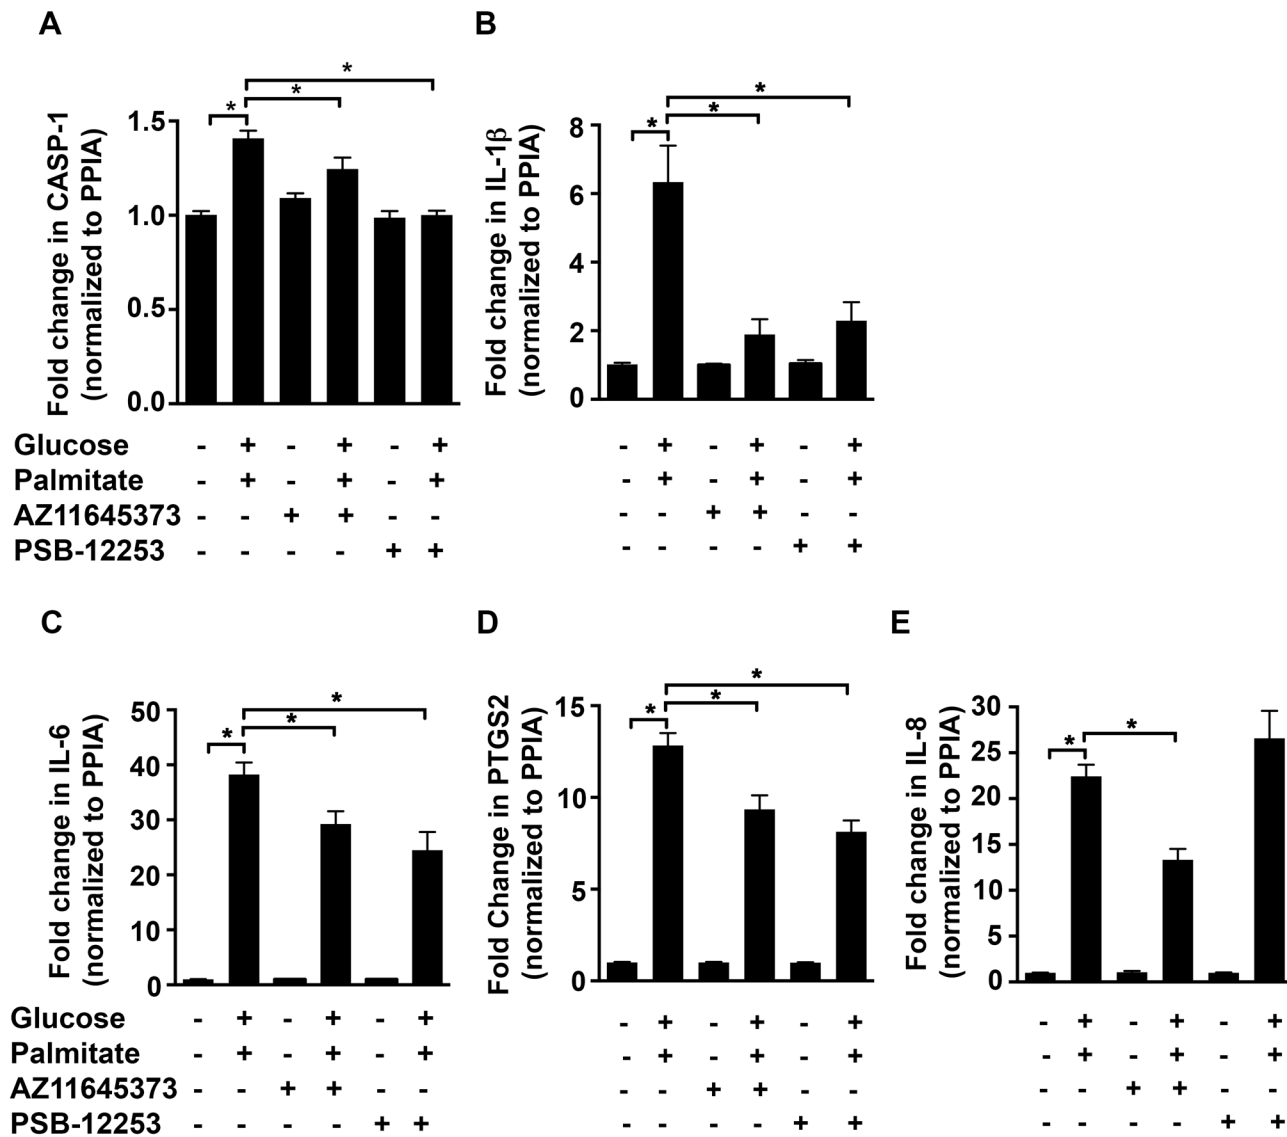 A
Fold change in CASP-1
(normalized to PPIA)
1.5
1.0
0.5
0.0
*
*
*
B
Fold change in IL-1β
(normalized to PPIA)
8
6
4
2
0
*
*
*
Glucose - + - + - +
Palmitate - + - + - +
AZ11645373 - - + + - -
PSB-12253 - - - - + +
- + - + - +
- + - + - +
- - + + - -
- - - - + +
C
Fold change in IL-6
(normalized to PPIA)
50
40
30
20
10
0
*
*
*
D
Fold Change in PTGS2
(normalized to PPIA)
15
10
5
0
*
*
*
E
Fold change in IL-8
(normalized to PPIA)
30
25
20
15
10
5
0
*
*
Glucose - + - + - +
Palmitate - + - + - +
AZ11645373 - - + + - -
PSB-12253 - - - - + +
- + - + - +
- + - + - +
- - + + - -
- - - - + +
- + - + - +
- + - + - +
- - + + - -
- - - - + +